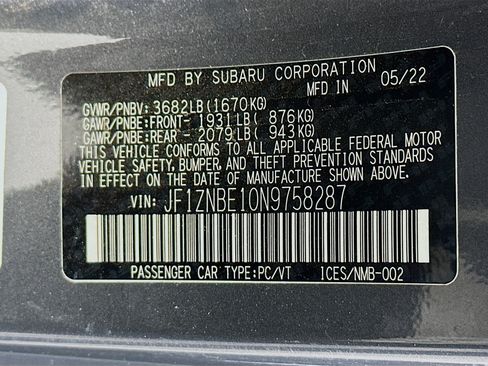 MFD BY SUBARU CORPORATION
MFD IN 05/22
GVWR/PNBV: 3682LB(1670KG)
GAWR/PNBE:FRONT- 1931LB( 876KG)
GAWR/PNBE:REAR - 2079LB( 943KG)
THIS VEHICLE CONFORMS TO ALL APPLICABLE FEDERAL MOTOR
VEHICLE SAFETY, BUMPER, AND THEFT PREVENTION STANDARDS
IN EFFECT ON THE DATE OF MANUFACTURE SHOWN ABOVE.
VIN: JF1ZNBE10N9758287
PASSENGER CAR TYPE:PC/VT ICES/NMB-002